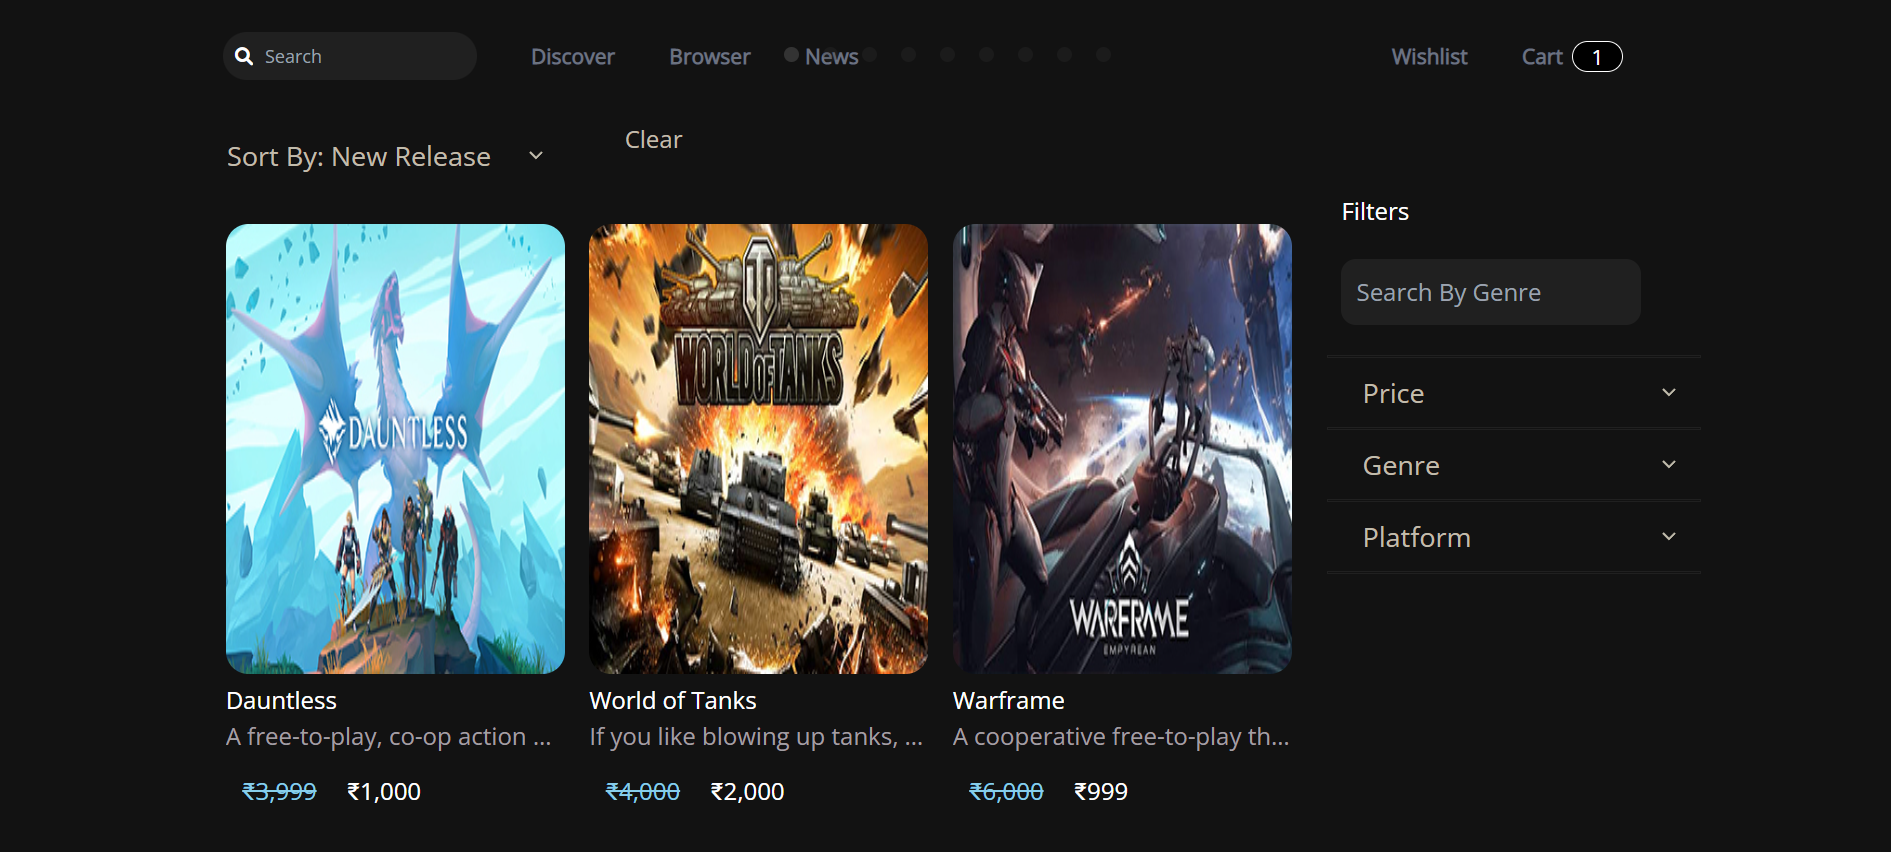 Search
Discover
Browser
News
Wishlist
Cart 1
Sort By: New Release
Clear
Filters
Search By Genre
Price
Genre
Platform
DAUNTLESS
WORLD OF TANKS
WARFRAME
EMPYREAN
Dauntless
A free-to-play, co-op action ...
₹3,999 ₹1,000
World of Tanks
If you like blowing up tanks, ...
₹4,000 ₹2,000
Warframe
A cooperative free-to-play th...
₹6,000 ₹999